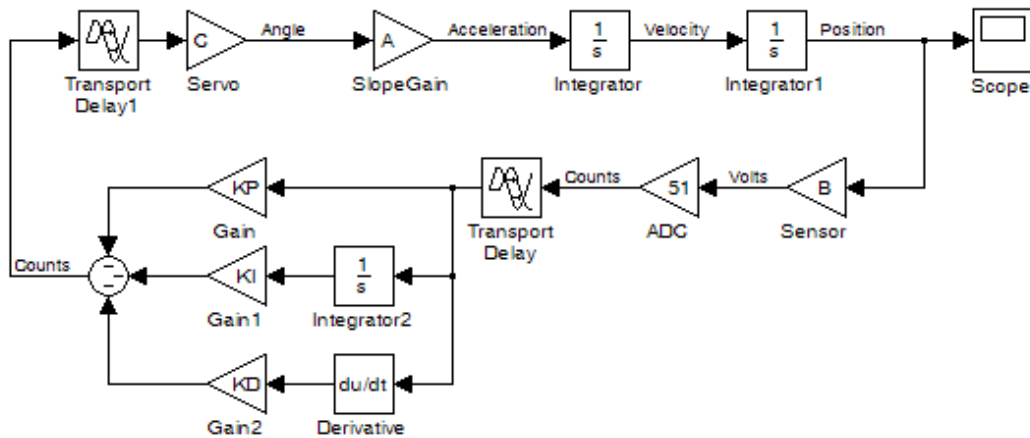 C
Angle
A
Acceleration
1
s
Velocity
1
s
Position
Transport
Delay1
Servo
SlopeGain
Integrator
Integrator1
Scope
KP
Gain
Counts
51
Volts
B
Transport
Delay
ADC
Sensor
Counts
KI
1
s
Gain1
Integrator2
KD
du/dt
Gain2
Derivative